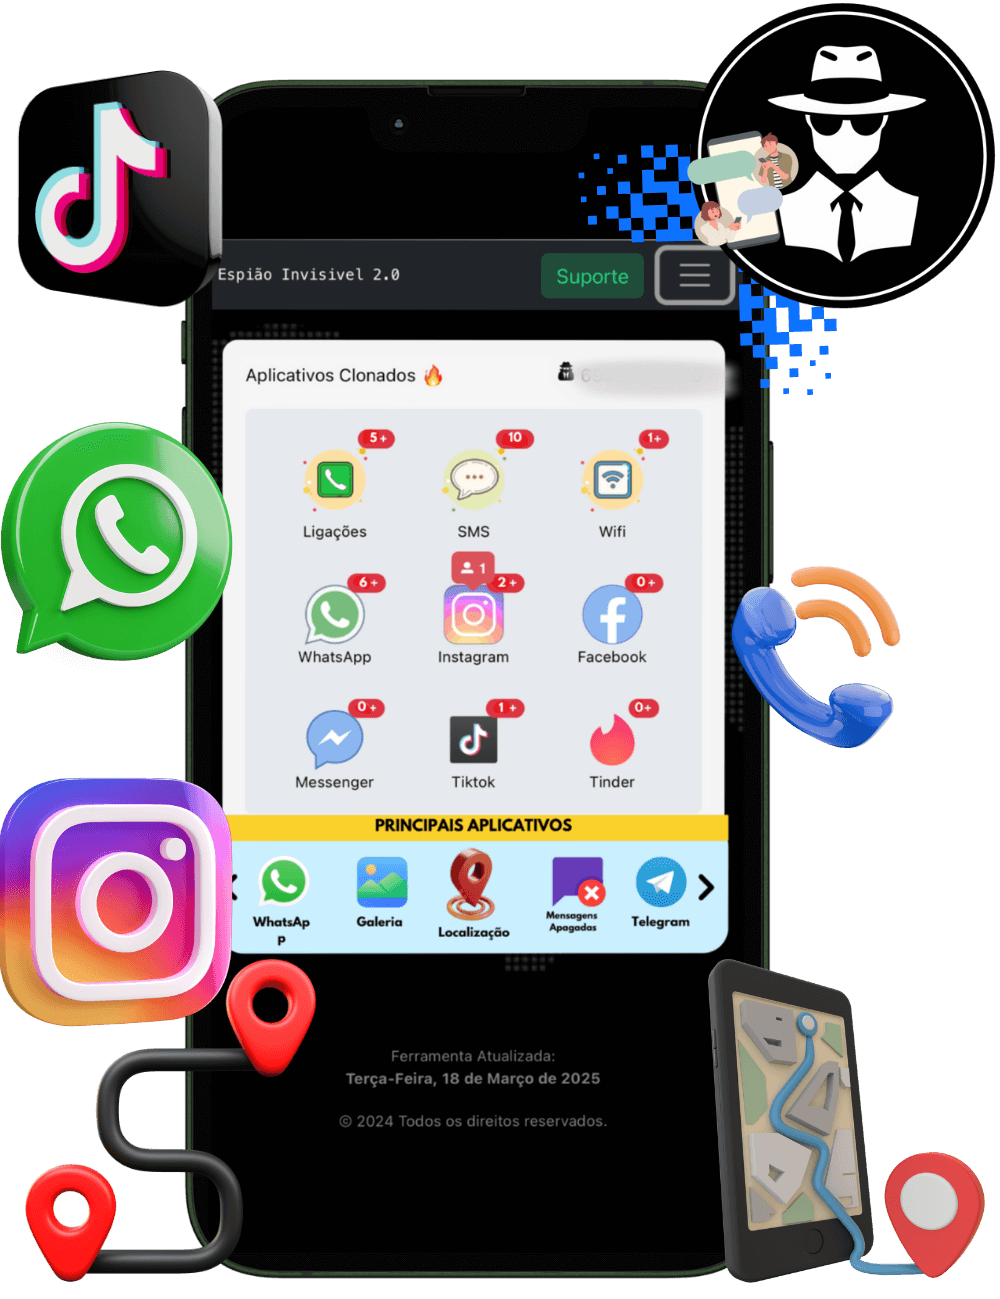 Espião Invisivel 2.0
Suporte
Aplicativos Clonados
5+
10
1+
Ligações
SMS
Wifi
1
6+
2+
0+
WhatsApp
Instagram
Facebook
0+
1+
0+
Messenger
Tiktok
Tinder
PRINCIPAIS APLICATIVOS
WhatsAp
p
Galeria
Localização
Mensagens
Apagadas
Telegram
Ferramenta Atualizada:
Terça-Feira, 18 de Março de 2025
© 2024 Todos os direitos reservados.